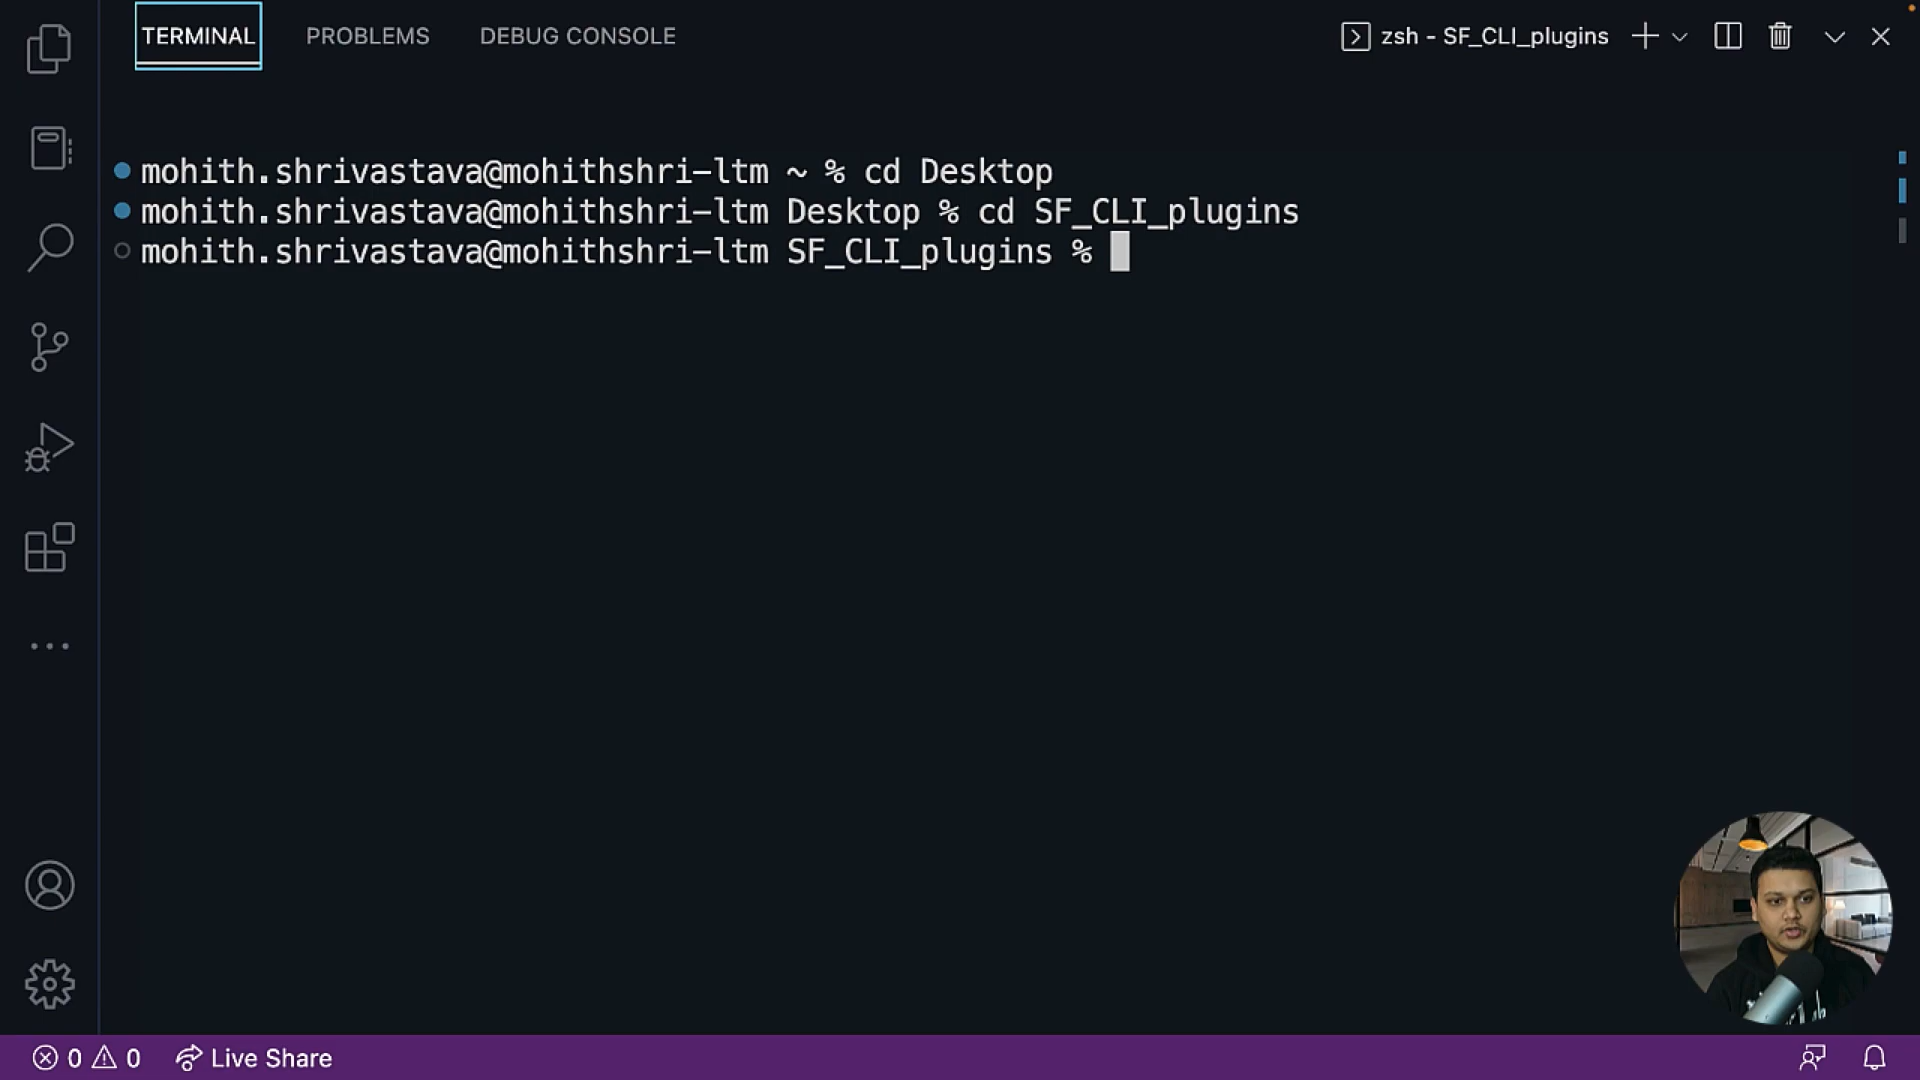 TERMINAL PROBLEMS DEBUG CONSOLE zsh - SF_CLI_plugins
mohith.shrivastava@mohithshri-ltm ~ % cd Desktop
mohith.shrivastava@mohithshri-ltm Desktop % cd SF_CLI_plugins
mohith.shrivastava@mohithshri-ltm SF_CLI_plugins %
0 0 Live Share